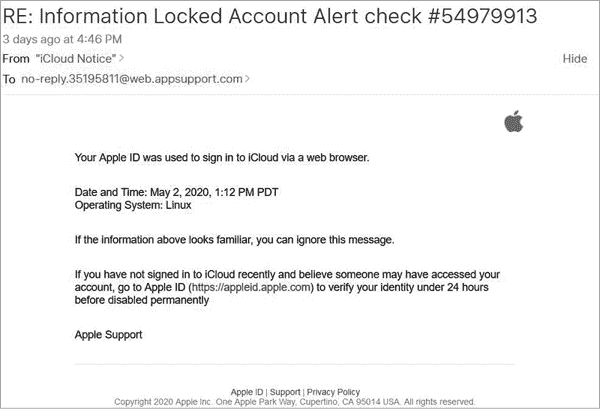 RE: Information Locked Account Alert check #54979913
3 days ago at 4:46 PM
From "iCloud Notice" >
Hide
To no-reply.35195811@web.appsupport.com >
Your Apple ID was used to sign in to iCloud via a web browser.
Date and Time: May 2, 2020, 1:12 PM PDT
Operating System: Linux
If the information above looks familiar, you can ignore this message.
If you have not signed in to iCloud recently and believe someone may have accessed your
account, go to Apple ID (https://appleid.apple.com) to verify your identity under 24 hours
before disabled permanently
Apple Support
Apple ID | Support | Privacy Policy
Copyright 2020 Apple Inc. One Apple Park Way, Cupertino, CA 95014 USA. All rights reserved.